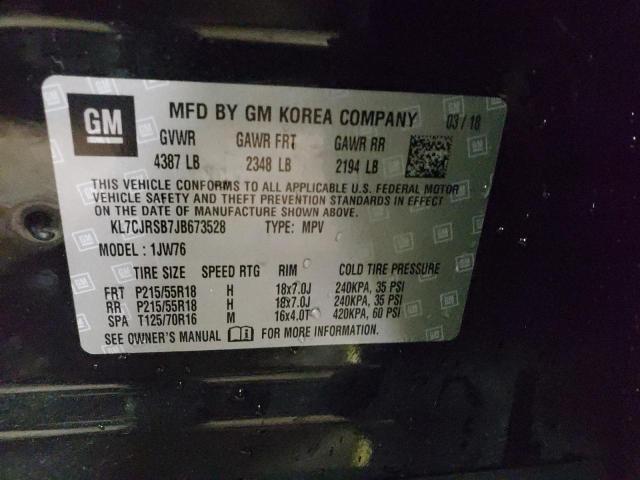 GM
MFD BY GM KOREA COMPANY 03 / 18
GVWR GAWR FRT GAWR RR
4387 LB 2348 LB 2194 LB
THIS VEHICLE CONFORMS TO ALL APPLICABLE U.S. FEDERAL MOTOR
VEHICLE SAFETY AND THEFT PREVENTION STANDARDS IN EFFECT
ON DATE OF MANUFACTURE SHOWN ABOVE.
KL7CJRSB7JB673528 TYPE: MPV
MODEL : 1JW76
TIRE SIZE SPEED RTG RIM COLD TIRE PRESSURE
FRT P215/55R18 H 18x7.0J 240KPA, 35 PSI
RR P215/55R18 H 18x7.0J 240KPA, 35 PSI
SPA T125/70R16 M 16x4.0T 420KPA, 60 PSI
SEE OWNER'S MANUAL FOR MORE INFORMATION.